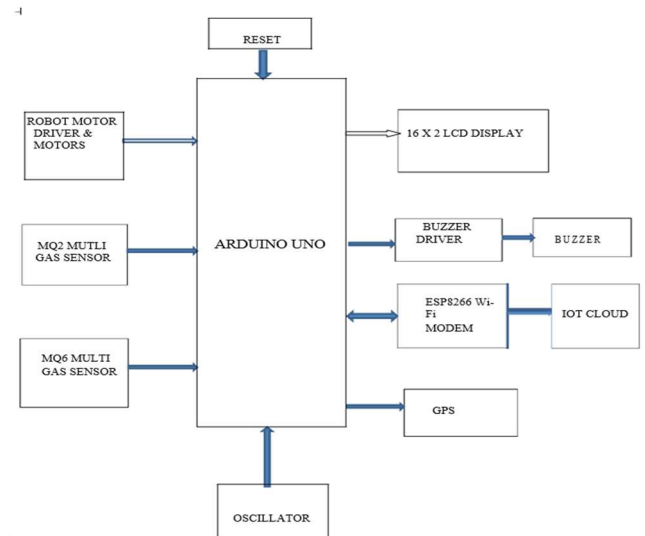 RESET
ROBOT MOTOR
DRIVER &
MOTORS
16 X 2 LCD DISPLAY
MQ2 MUTLI
GAS SENSOR
ARDUINO UNO
BUZZER
DRIVER
BUZZER
ESP8266 Wi-
Fi
MODEM
IOT CLOUD
MQ6 MULTI
GAS SENSOR
GPS
OSCILLATOR